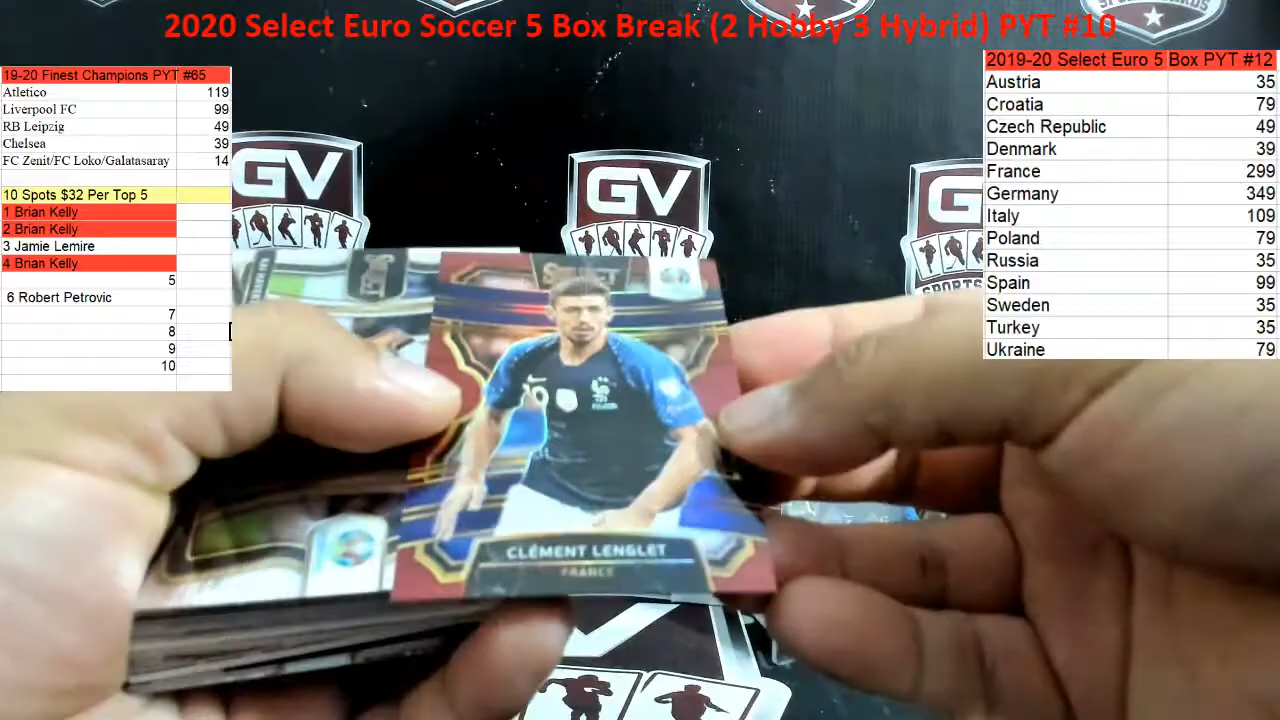 2020 Select Euro Soccer 5 Box Break (2 Hobby 3 Hybrid) PYT #10
19-20 Finest Champions PYT #65
Atletico 119
Liverpool FC 99
RB Leipzig 49
Chelsea 39
FC Zenit/FC Loko/Galatasaray 14
10 Spots $32 Per Top 5
1 Brian Kelly
2 Brian Kelly
3 Jamie Lemire
4 Brian Kelly
5
6 Robert Petrovic
7
8
9
10
2019-20 Select Euro 5 Box PYT #12
Austria 35
Croatia 79
Czech Republic 49
Denmark 39
France 299
Germany 349
Italy 109
Poland 79
Russia 35
Spain 99
Sweden 35
Turkey 35
Ukraine 79
GV
GV
G
SPORTS
SELECT
SELECT
CLÉMENT LENGLET
FRANCE